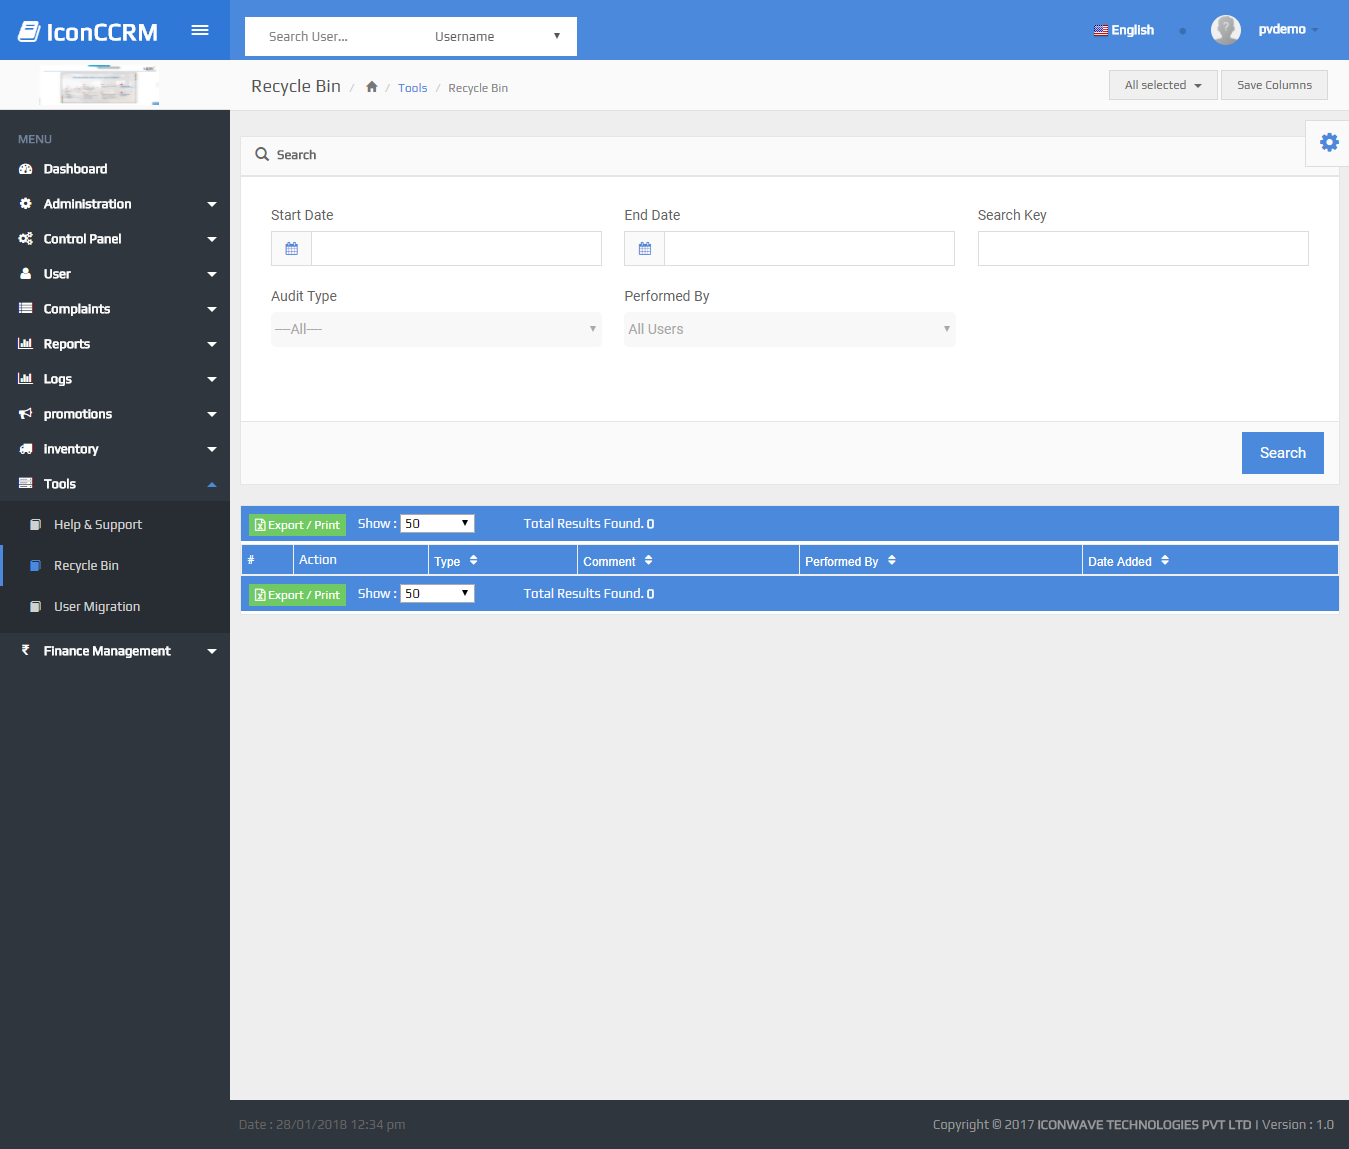 IconCCRM
Search User...
Username
English
pvdemo
Recycle Bin / / Tools / Recycle Bin
All selected
Save Columns
MENU
Dashboard
Administration
Control Panel
User
Complaints
Reports
Logs
promotions
Inventory
Tools
Help & Support
Recycle Bin
User Migration
Finance Management
Search
Start Date
End Date
Search Key
Audit Type
Performed By
---All---
All Users
Search
Export / Print Show : 50 Total Results Found. 0
# Action Type Comment Performed By Date Added
Export / Print Show : 50 Total Results Found. 0
Date : 28/01/2018 12:34 pm
Copyright © 2017 ICONWAVE TECHNOLOGIES PVT LTD | Version : 1.0